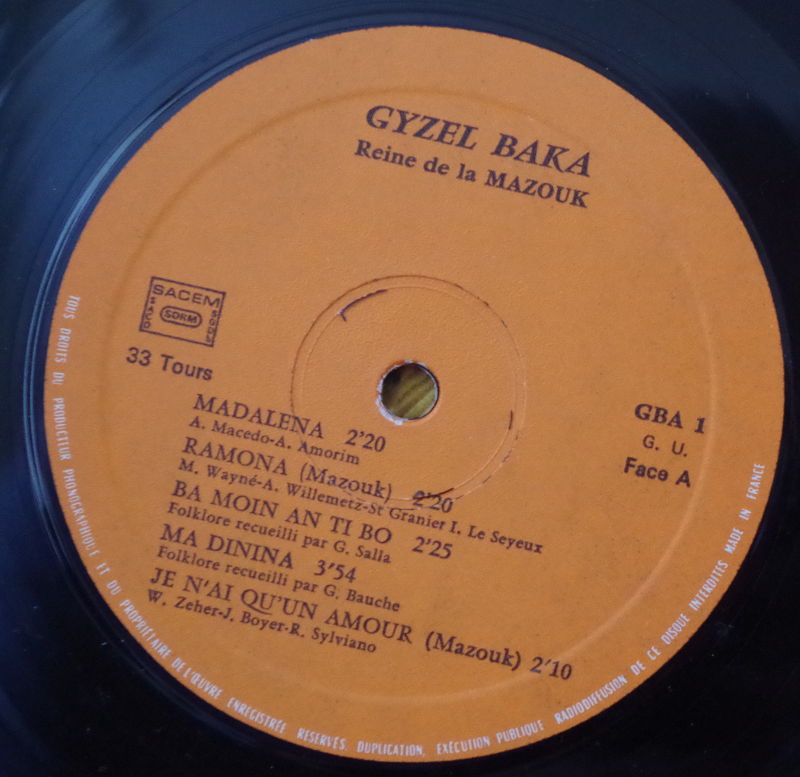 GYZEL BAKA
Reine de la MAZOUK
SACEM
SACD SORM SGDL
33 Tours
GBA 1
G. U.
Face A
MADALENA 2'20
A. Macedo-A. Amorim
RAMONA (Mazouk) 2'20
M. Wayné-A. Willemetz-St Granier I. Le Seyeux
BA MOIN AN TI BO 2'25
Folklore recueilli par G. Salla
MA DININA 3'54
Folklore recueilli par G. Bauche
JE N'AI QU'UN AMOUR (Mazouk) 2'10
W. Zeher-J. Boyer-R. Sylviano
TOUS DROITS DU PRODUCTEUR PHONOGRAPHIQUE ET DU PROPRIÉTAIRE DE L'ŒUVRE ENREGISTRÉE RÉSERVÉS. DUPLICATION, EXÉCUTION PUBLIQUE RADIODIFFUSION DE CE DISQUE INTERDITES MADE IN FRANCE